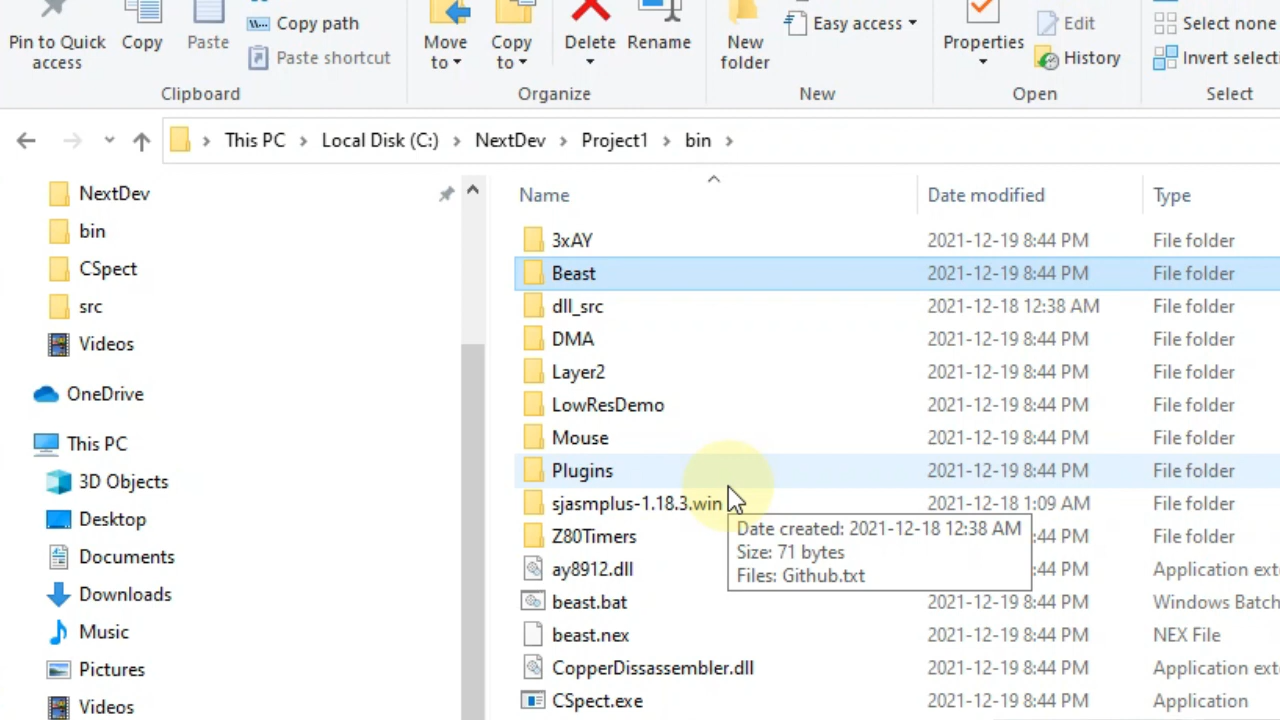 Pin to Quick access
Copy
Paste
Copy path
Paste shortcut
Clipboard
Move to
Copy to
Delete
Rename
Organize
New folder
Easy access
New
Properties
Edit
History
Open
Select none
Invert selecti
Select
This PC > Local Disk (C:) > NextDev > Project1 > bin >
NextDev
bin
CSpect
src
Videos
OneDrive
This PC
3D Objects
Desktop
Documents
Downloads
Music
Pictures
Videos
Name Date modified Type
3xAY 2021-12-19 8:44 PM File folder
Beast 2021-12-19 8:44 PM File folder
dll_src 2021-12-18 12:38 AM File folder
DMA 2021-12-19 8:44 PM File folder
Layer2 2021-12-19 8:44 PM File folder
LowResDemo 2021-12-19 8:44 PM File folder
Mouse 2021-12-19 8:44 PM File folder
Plugins 2021-12-19 8:44 PM File folder
sjasmplus-1.18.3.win 2021-12-18 1:09 AM File folder
Z80Timers :44 PM File folder
ay8912.dll :44 PM Application exte
beast.bat 2021-12-19 8:44 PM Windows Batch
beast.nex 2021-12-19 8:44 PM NEX File
CopperDissassembler.dll 2021-12-19 8:44 PM Application exte
CSpect.exe 2021-12-19 8:44 PM Application
Date created: 2021-12-18 12:38 AM
Size: 71 bytes
Files: Github.txt